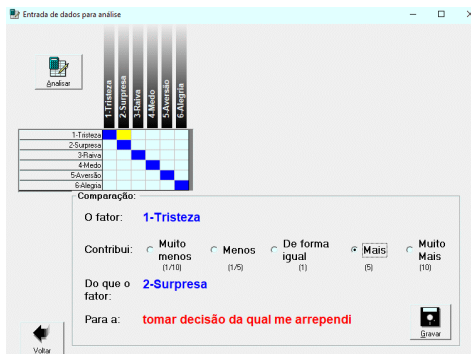 Entrada de dados para análise
Analisar
1-Tristeza
2-Surpresa
3-Raiva
4-Medo
5-Aversão
6-Alegria
1-Tristeza
2-Surpresa
3-Raiva
4-Medo
5-Aversão
6-Alegria
Comparação:
O fator: 1-Tristeza
Contribui: Muito menos (1/10) Menos (1/5) De forma igual (1) Mais (5) Muito Mais (10)
Do que o fator: 2-Surpresa
Para a: tomar decisão da qual me arrependi
Gravar
Voltar